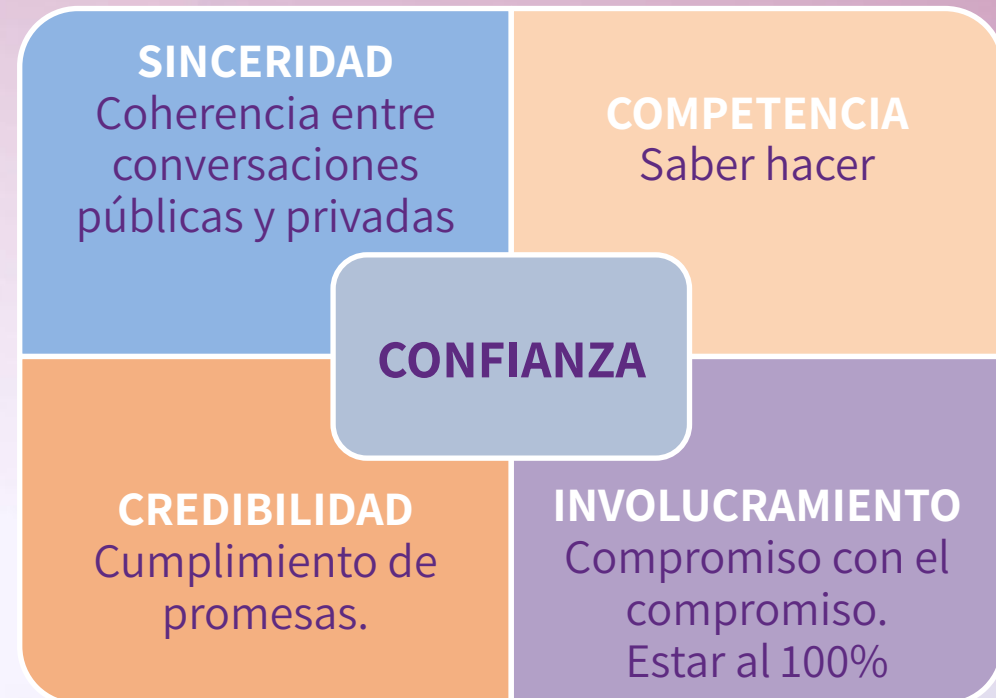 SINCERIDAD
Coherencia entre
conversaciones
públicas y privadas
COMPETENCIA
Saber hacer
CONFIANZA
CREDIBILIDAD
Cumplimiento de
promesas.
INVOLUCRAMIENTO
Compromiso con el
compromiso.
Estar al 100%